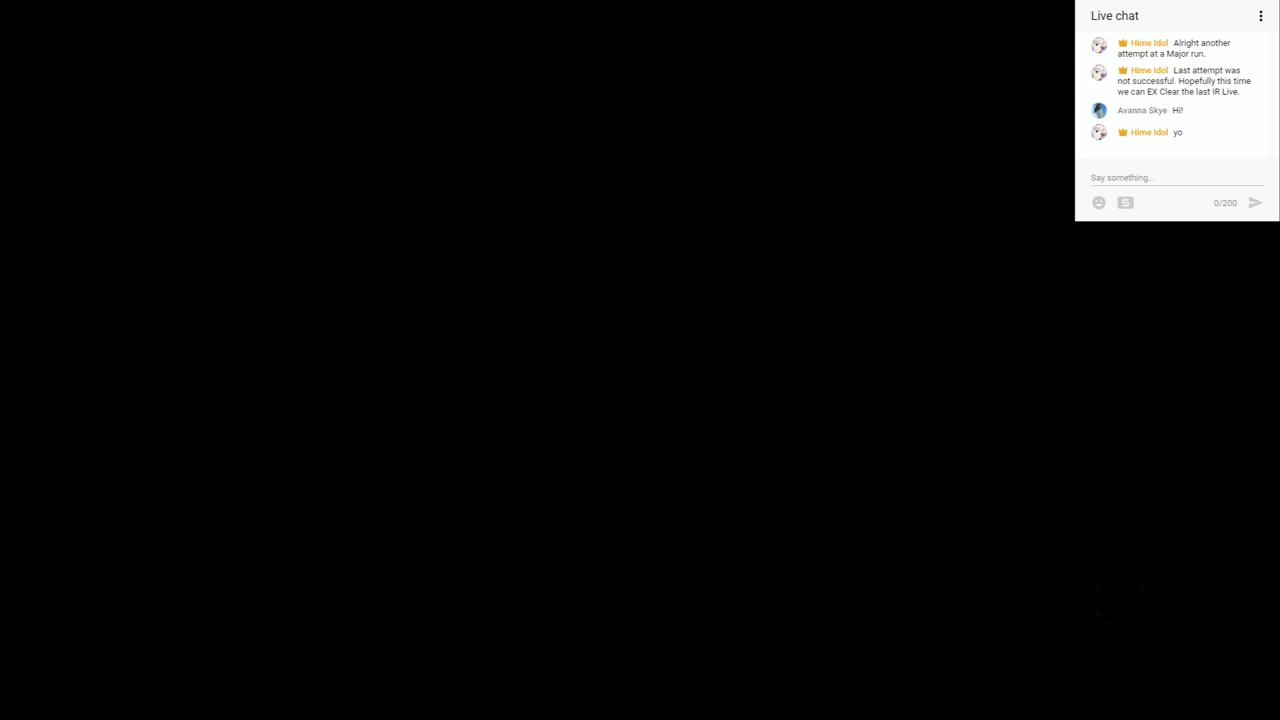 Live chat
Hime Idol Alright another
attempt at a Major run.
Hime Idol Last attempt was
not successful. Hopefully this time
we can EX Clear the last IR Live.
Avanna Skye Hi!
Hime Idol yo
Say something...
0/200